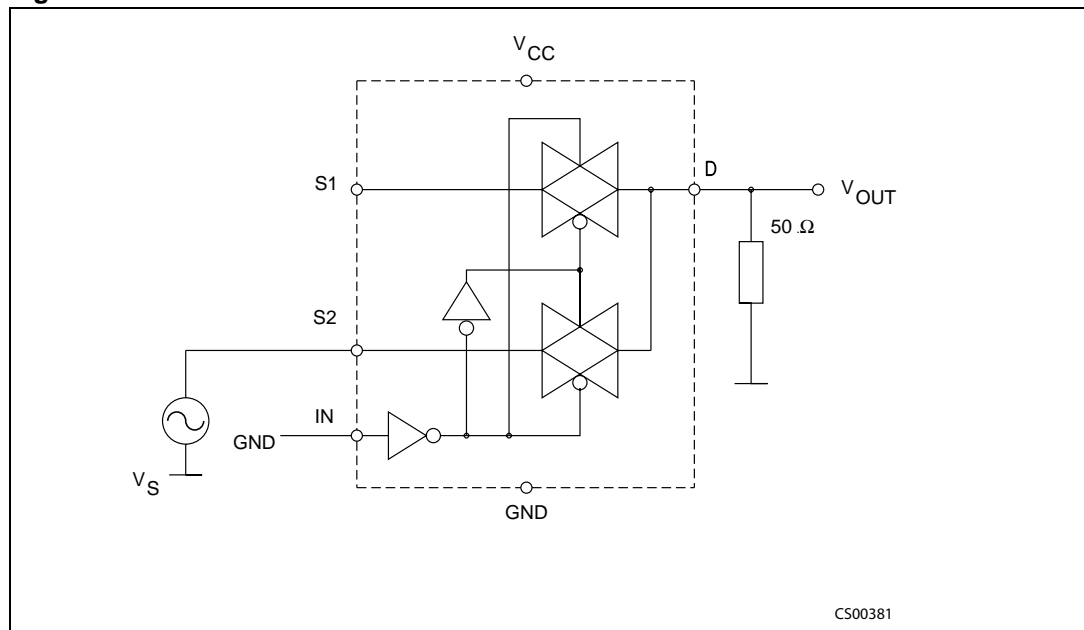 V CC
S1
D
V OUT
50 .Ω
S2
IN
GND
V S
GND
CS00381